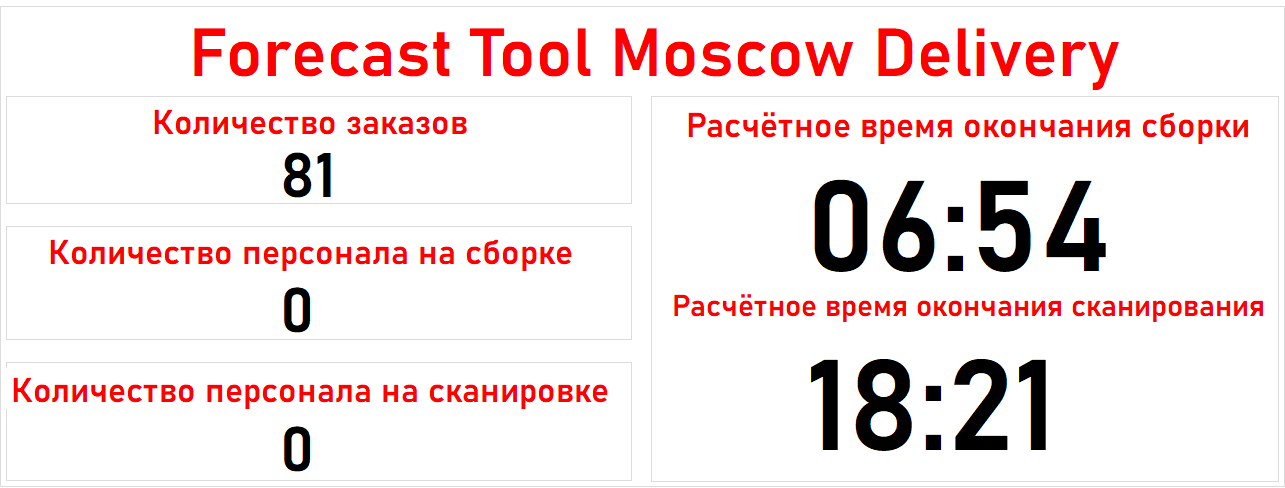 Forecast Tool Moscow Delivery
Количество заказов
81
Количество персонала на сборке
0
Количество персонала на сканировке
0
Расчётное время окончания сборки
06:54
Расчётное время окончания сканирования
18:21